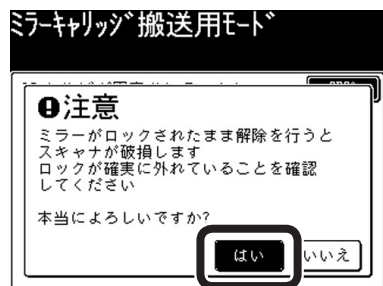 ミラーキャリッジ搬送用モード
注意
ミラーがロックされたまま解除を行うと
スキャナが破損します
ロックが確実に外れていることを確認
してください
本当によろしいですか?
はい
いいえ